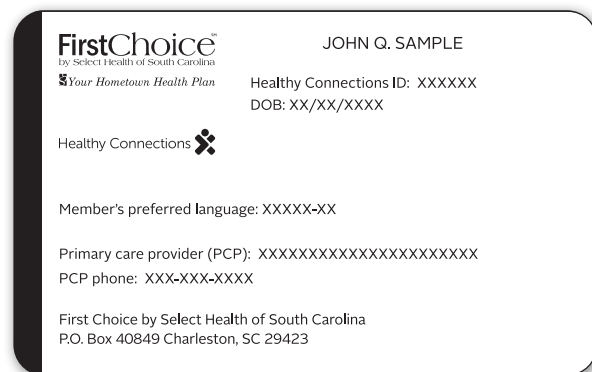 FirstChoice℠
by Select Health of South Carolina
Your Hometown Health Plan
JOHN Q. SAMPLE
Healthy Connections ID: XXXXXX
DOB: XX/XX/XXXX
Healthy Connections
Member's preferred language: XXXXX-XX
Primary care provider (PCP): XXXXXXXXXXXXXXXXXXXXXX
PCP phone: XXX-XXX-XXXX
First Choice by Select Health of South Carolina
P.O. Box 40849 Charleston, SC 29423